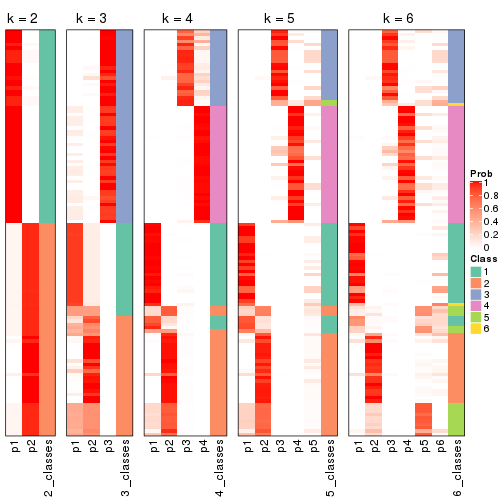 k = 2
k = 3
k = 4
k = 5
k = 6
p1
p2
2_classes
p1
p2
p3
3_classes
p1
p2
p3
p4
4_classes
p1
p2
p3
p4
p5
5_classes
p1
p2
p3
p4
p5
p6
6_classes
Prob
1
0.8
0.6
0.4
0.2
0
Class
1
2
3
4
5
6